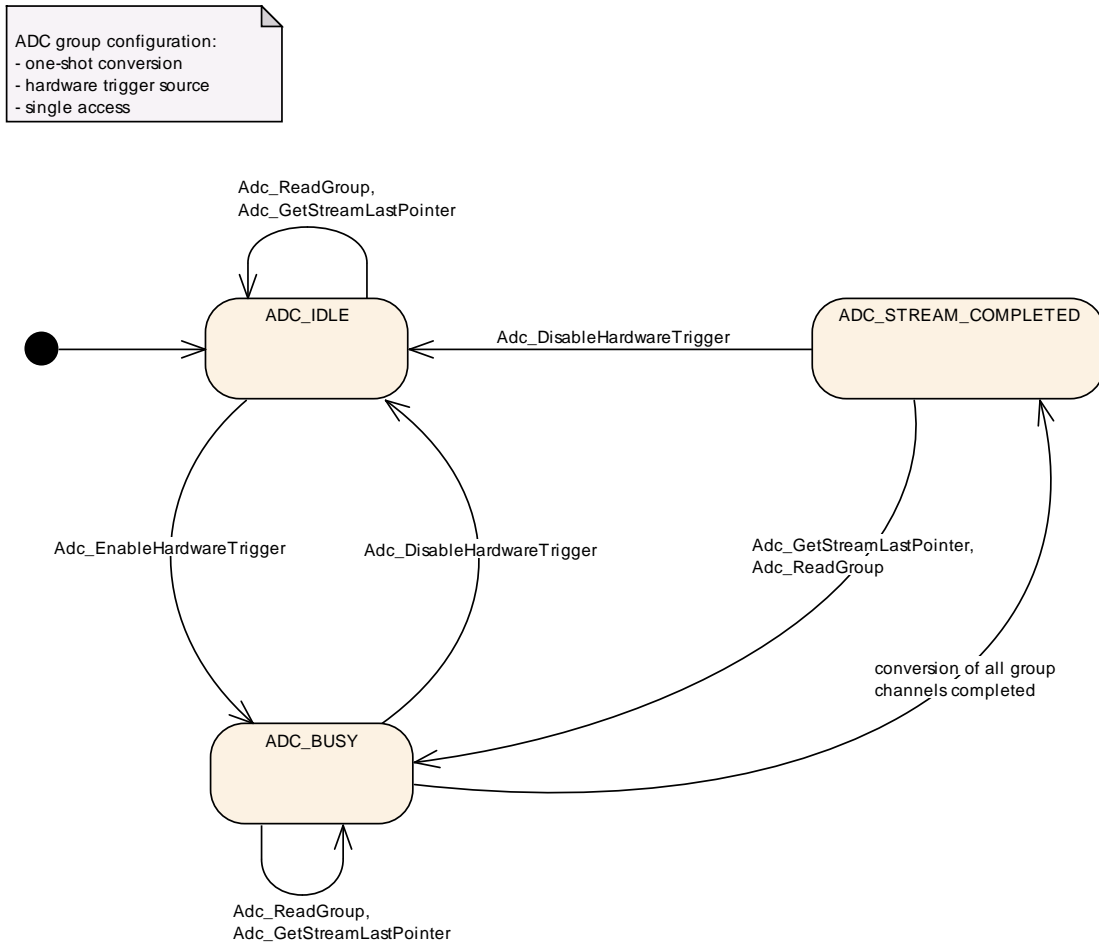 ADC group configuration:
- one-shot conversion
- hardware trigger source
- single access
Adc_ReadGroup,
Adc_GetStreamLastPointer
ADC_IDLE
ADC_STREAM_COMPLETED
Adc_DisableHardwareTrigger
Adc_EnableHardwareTrigger
Adc_DisableHardwareTrigger
Adc_GetStreamLastPointer,
Adc_ReadGroup
conversion of all group
channels completed
ADC_BUSY
Adc_ReadGroup,
Adc_GetStreamLastPointer